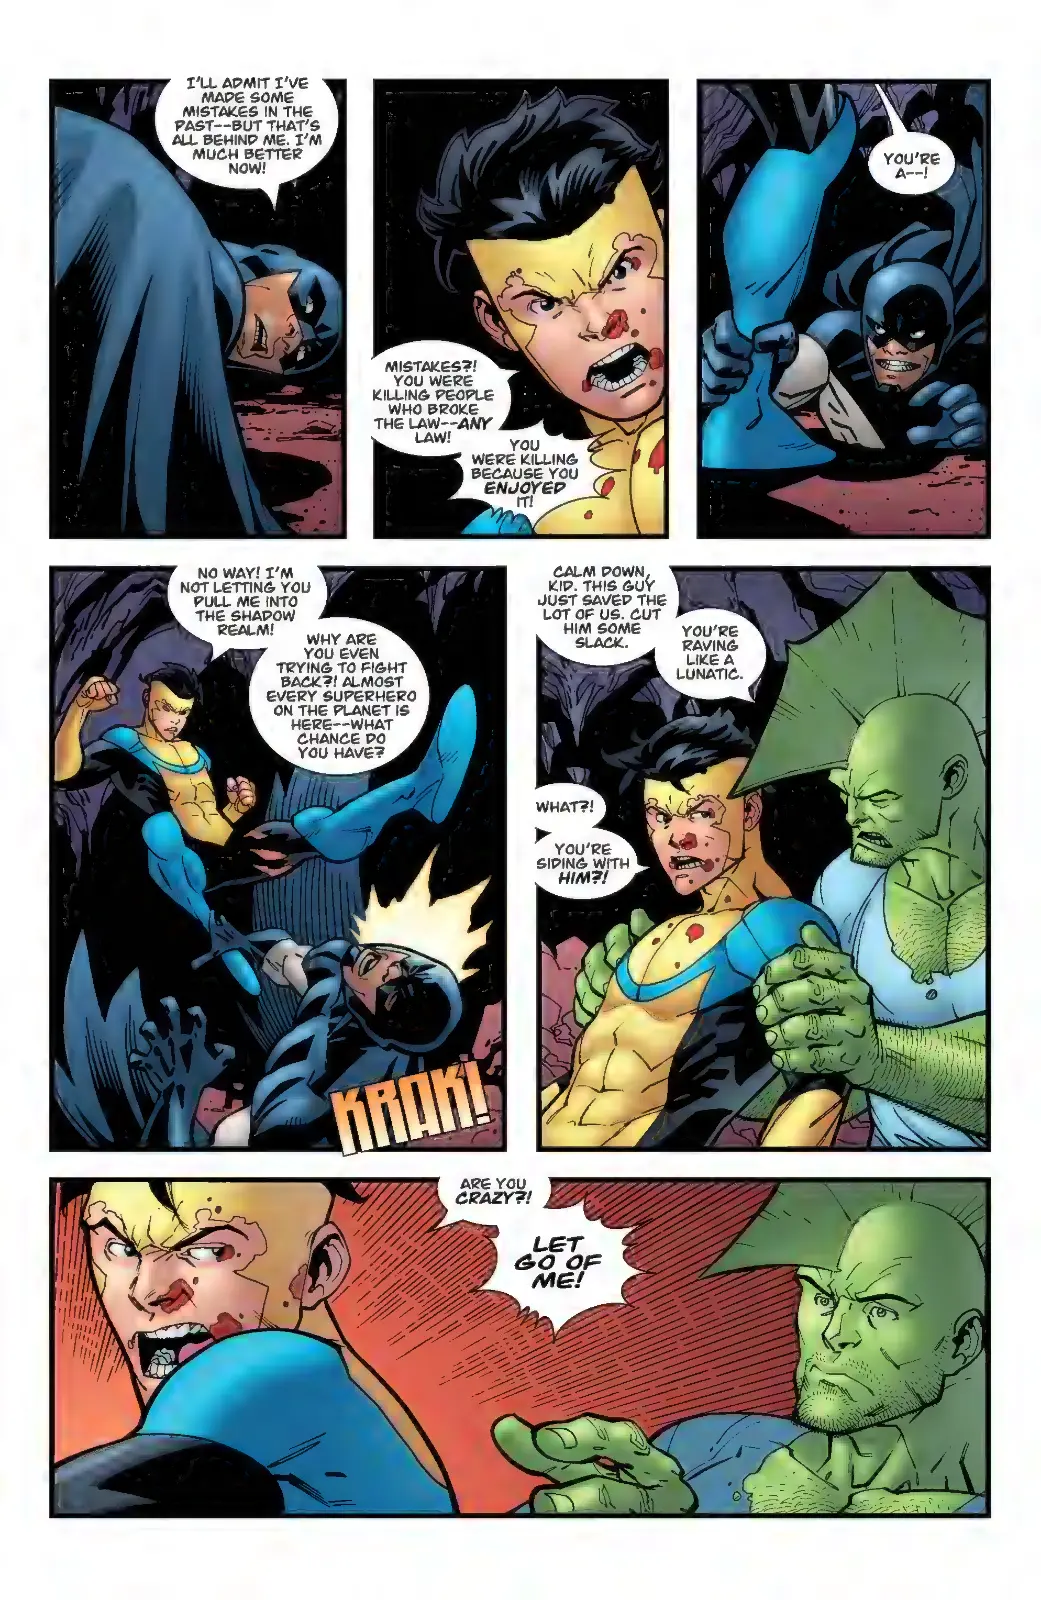 I'LL ADMIT I'VE
MADE SOME
MISTAKES IN THE
PAST--BUT THAT'S
ALL BEHIND ME. I'M
MUCH BETTER
NOW!
MISTAKES?!
YOU WERE
KILLING PEOPLE
WHO BROKE
THE LAW--ANY
LAW!
YOU
WERE KILLING
BECAUSE YOU
ENJOYED
IT!
YOU'RE
A--!
NO WAY! I'M
NOT LETTING YOU
PULL ME INTO
THE SHADOW
REALM!
WHY ARE
YOU EVEN
TRYING TO FIGHT
BACK?! ALMOST
EVERY SUPERHERO
ON THE PLANET IS
HERE--WHAT
CHANCE DO
YOU HAVE?
KRAK!
CALM DOWN,
KID. THIS GUY
JUST SAVED THE
LOT OF US. CUT
HIM SOME
SLACK.
YOU'RE
RAVING
LIKE A
LUNATIC.
WHAT?!
YOU'RE
SIDING WITH
HIM?!
ARE YOU
CRAZY?!
LET
GO OF
ME!